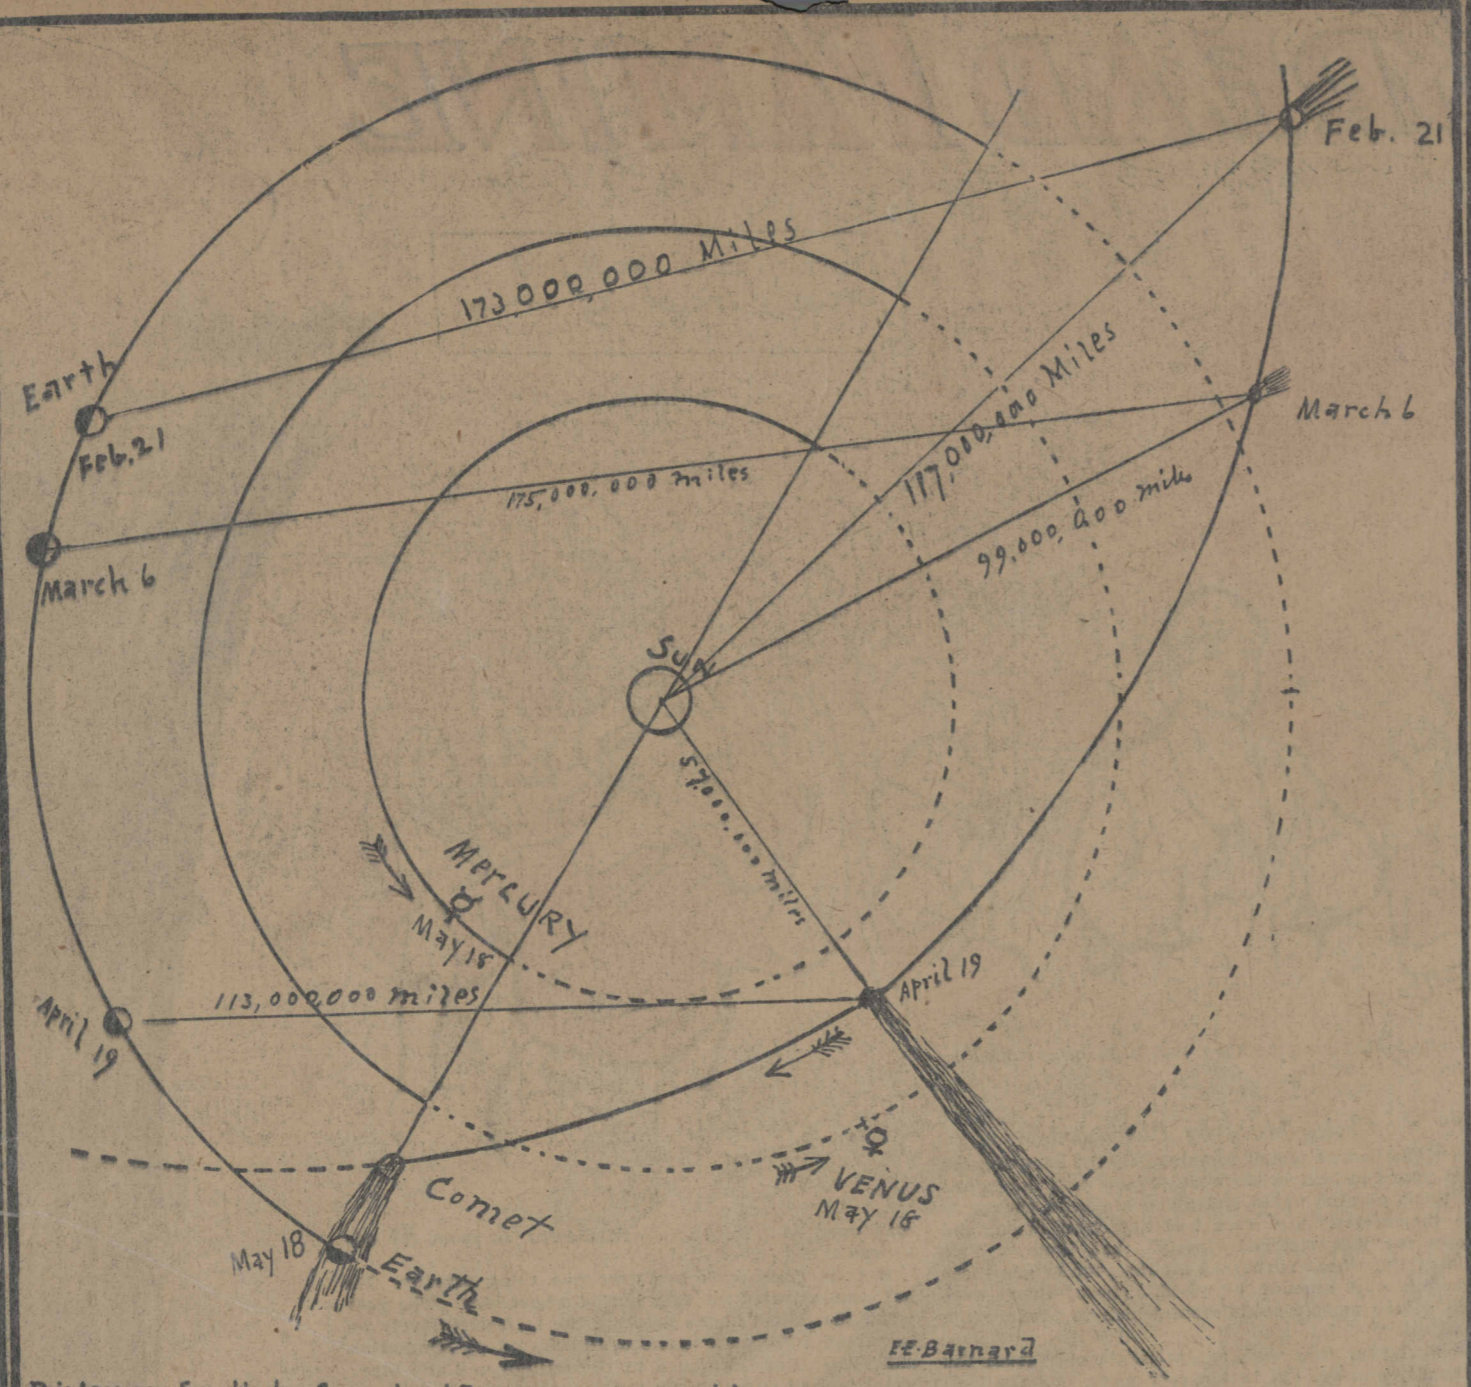 Feb. 21
173,000,000 Miles
Earth
Feb. 21
117,000,000 Miles
March 6
175,000,000 miles
99,000,000 miles
March 6
Sun
57,000,000 miles
MERCURY
May 18
April 19
113,000,000 miles
April 19
Comet
VENUS
May 18
May 18
Earth
E.E. Barnard